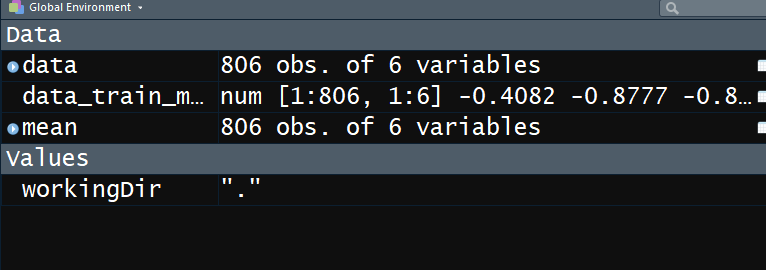 Global Environment
Data
data 806 obs. of 6 variables
data_train_m… num [1:806, 1:6] -0.4082 -0.8777 -0.8…
mean 806 obs. of 6 variables
Values
workingDir "."